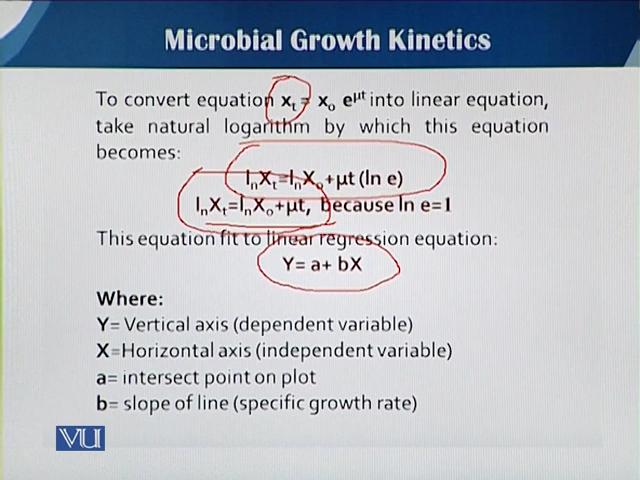 Microbial Growth Kinetics
To convert equation xₜ = xₒ e^μt into linear equation,
take natural logarithm by which this equation
becomes:
lₙXₜ=lₙXₒ+μt (ln e)
lₙXₜ=lₙXₒ+μt, because ln e=1
This equation fit to linear regression equation:
Y= a+ bX
Where:
Y= Vertical axis (dependent variable)
X=Horizontal axis (independent variable)
a= intersect point on plot
b= slope of line (specific growth rate)
VU